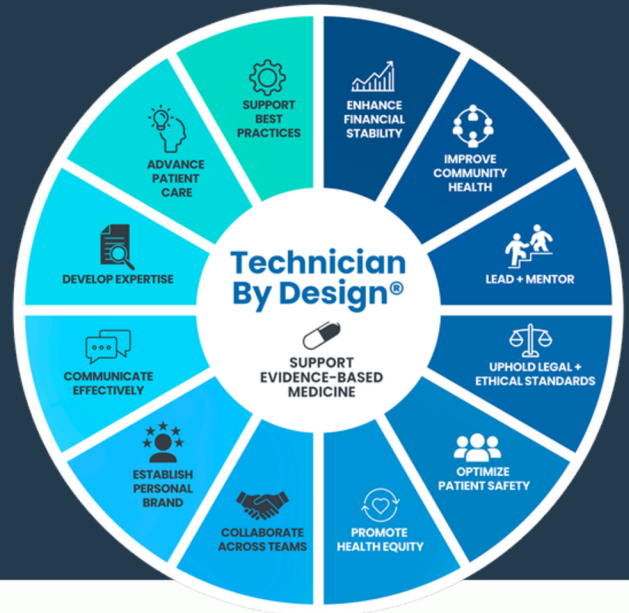 Technician
By Design®
SUPPORT
EVIDENCE-BASED
MEDICINE
ENHANCE
FINANCIAL
STABILITY
IMPROVE
COMMUNITY
HEALTH
LEAD + MENTOR
UPHOLD LEGAL +
ETHICAL STANDARDS
OPTIMIZE
PATIENT SAFETY
PROMOTE
HEALTH EQUITY
COLLABORATE
ACROSS TEAMS
ESTABLISH
PERSONAL
BRAND
COMMUNICATE
EFFECTIVELY
DEVELOP EXPERTISE
ADVANCE
PATIENT
CARE
SUPPORT
BEST
PRACTICES